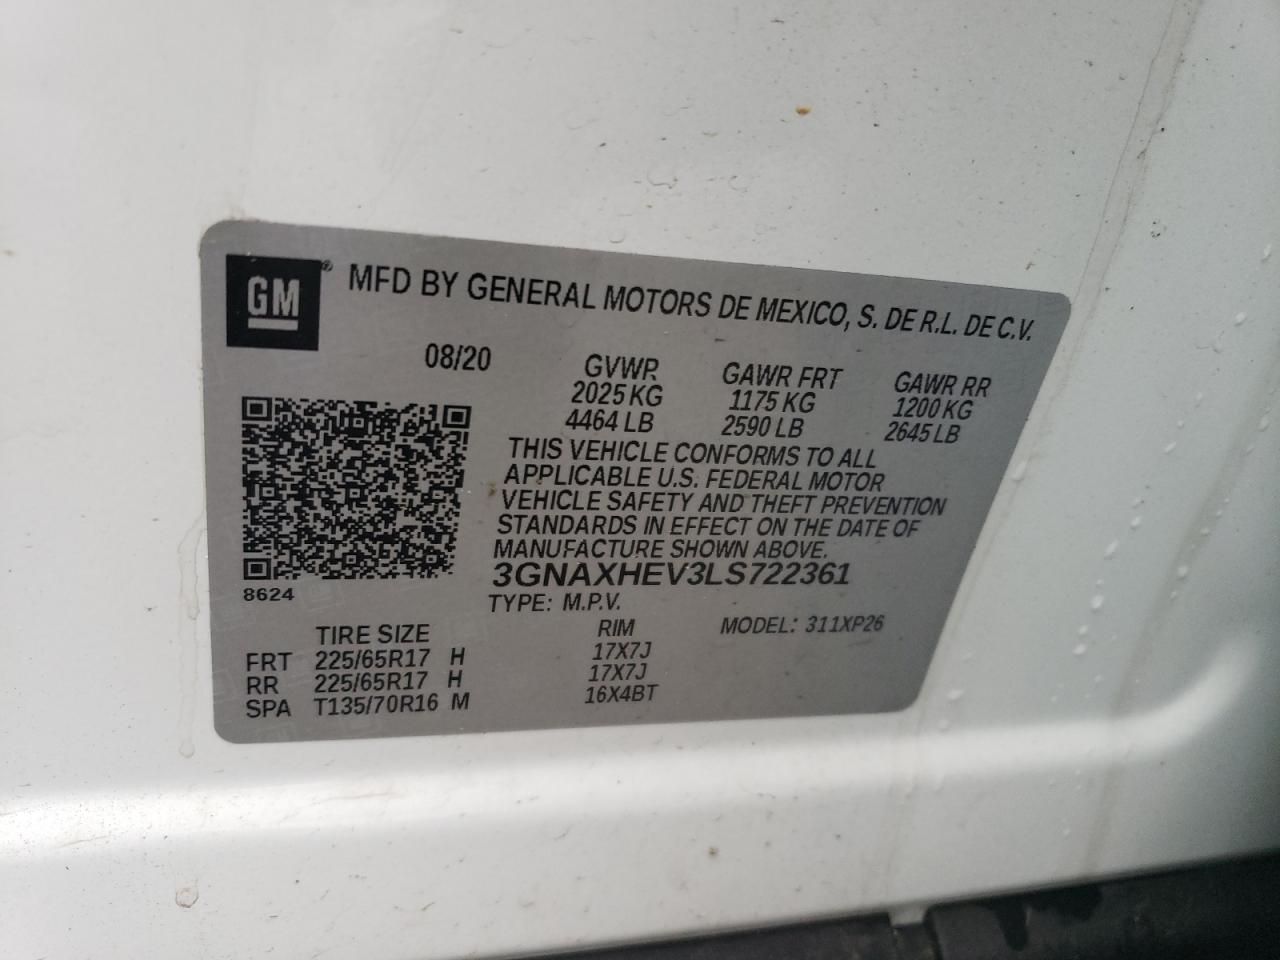 GM® MFD BY GENERAL MOTORS DE MEXICO, S. DE R.L. DE C.V.
08/20
GVWR GAWR FRT GAWR RR
2025 KG 1175 KG 1200 KG
4464 LB 2590 LB 2645 LB
THIS VEHICLE CONFORMS TO ALL
APPLICABLE U.S. FEDERAL MOTOR
VEHICLE SAFETY AND THEFT PREVENTION
STANDARDS IN EFFECT ON THE DATE OF
MANUFACTURE SHOWN ABOVE.
3GNAXHEV3LS722361
8624
TYPE: M.P.V. MODEL: 311XP26
TIRE SIZE RIM
FRT 225/65R17 H 17X7J
RR 225/65R17 H 17X7J
SPA T135/70R16 M 16X4BT